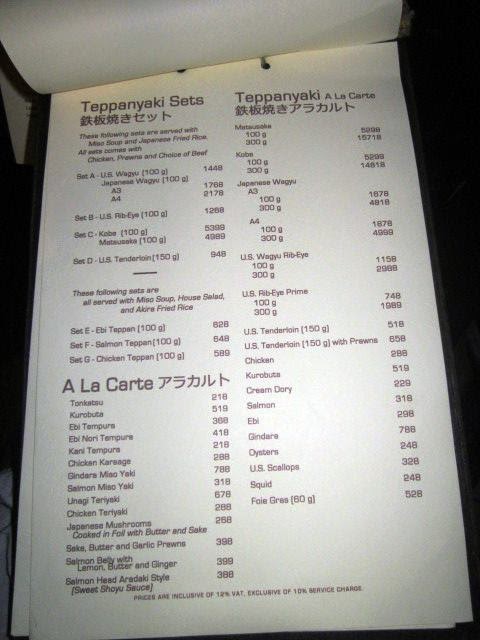 Teppanyaki Sets
鉄板焼きセット
These following sets are served with
Miso Soup and Japanese Fried Rice.
All sets comes with
Chicken, Prawns and Choice of Beef
Set A - U.S. Wagyu (100 g) 1448
Japanese Wagyu (100 g)
A3 1768
A4 2178
Set B - U.S. Rib-Eye (100 g) 1268
Set C - Kobe (100 g) 5399
Matsusaka (100 g) 4989
Set D - U.S. Tenderloin (150 g) 948
These following sets are
all served with Miso Soup, House Salad,
and Akira Fried Rice
Set E - Ebi Teppan (100 g) 628
Set F - Salmon Teppan (100 g) 648
Set G - Chicken Teppan (100 g) 589
A La Carte アラカルト
Tonkatsu 218
Kurobuta 519
Ebi Tempura 368
Ebi Nori Tempura 418
Kani Tempura 218
Chicken Karaage 288
Gindara Miso Yaki 788
Salmon Miso Yaki 318
Unagi Teriyaki 678
Chicken Teriyaki 288
Japanese Mushrooms 268
Cooked in Foil with Butter and Sake
Sake, Butter and Garlic Prawns 398
Salmon Belly with
Lemon, Butter and Ginger 399
Salmon Head Aradaki Style 388
(Sweet Shoyu Sauce)
Teppanyaki A La Carte
鉄板焼きアラカルト
Matsusaka
100 g 5298
300 g 15718
Kobe
100 g 5299
300 g 14818
Japanese Wagyu
A3
100 g 1678
300 g 4818
A4
100 g 1878
300 g 4999
U.S. Wagyu Rib-Eye
100 g 1158
300 g 2988
U.S. Rib-Eye Prime
100 g 748
300 g 1989
U.S. Tenderloin (150 g) 518
U.S. Tenderloin (150 g) with Prawns 658
Chicken 288
Kurobuta 519
Cream Dory 229
Salmon 318
Ebi 298
Gindara 788
Oysters 248
U.S. Scallops 328
Squid 248
Foie Gras (60 g) 528
PRICES ARE INCLUSIVE OF 12% VAT, EXCLUSIVE OF 10% SERVICE CHARGE.